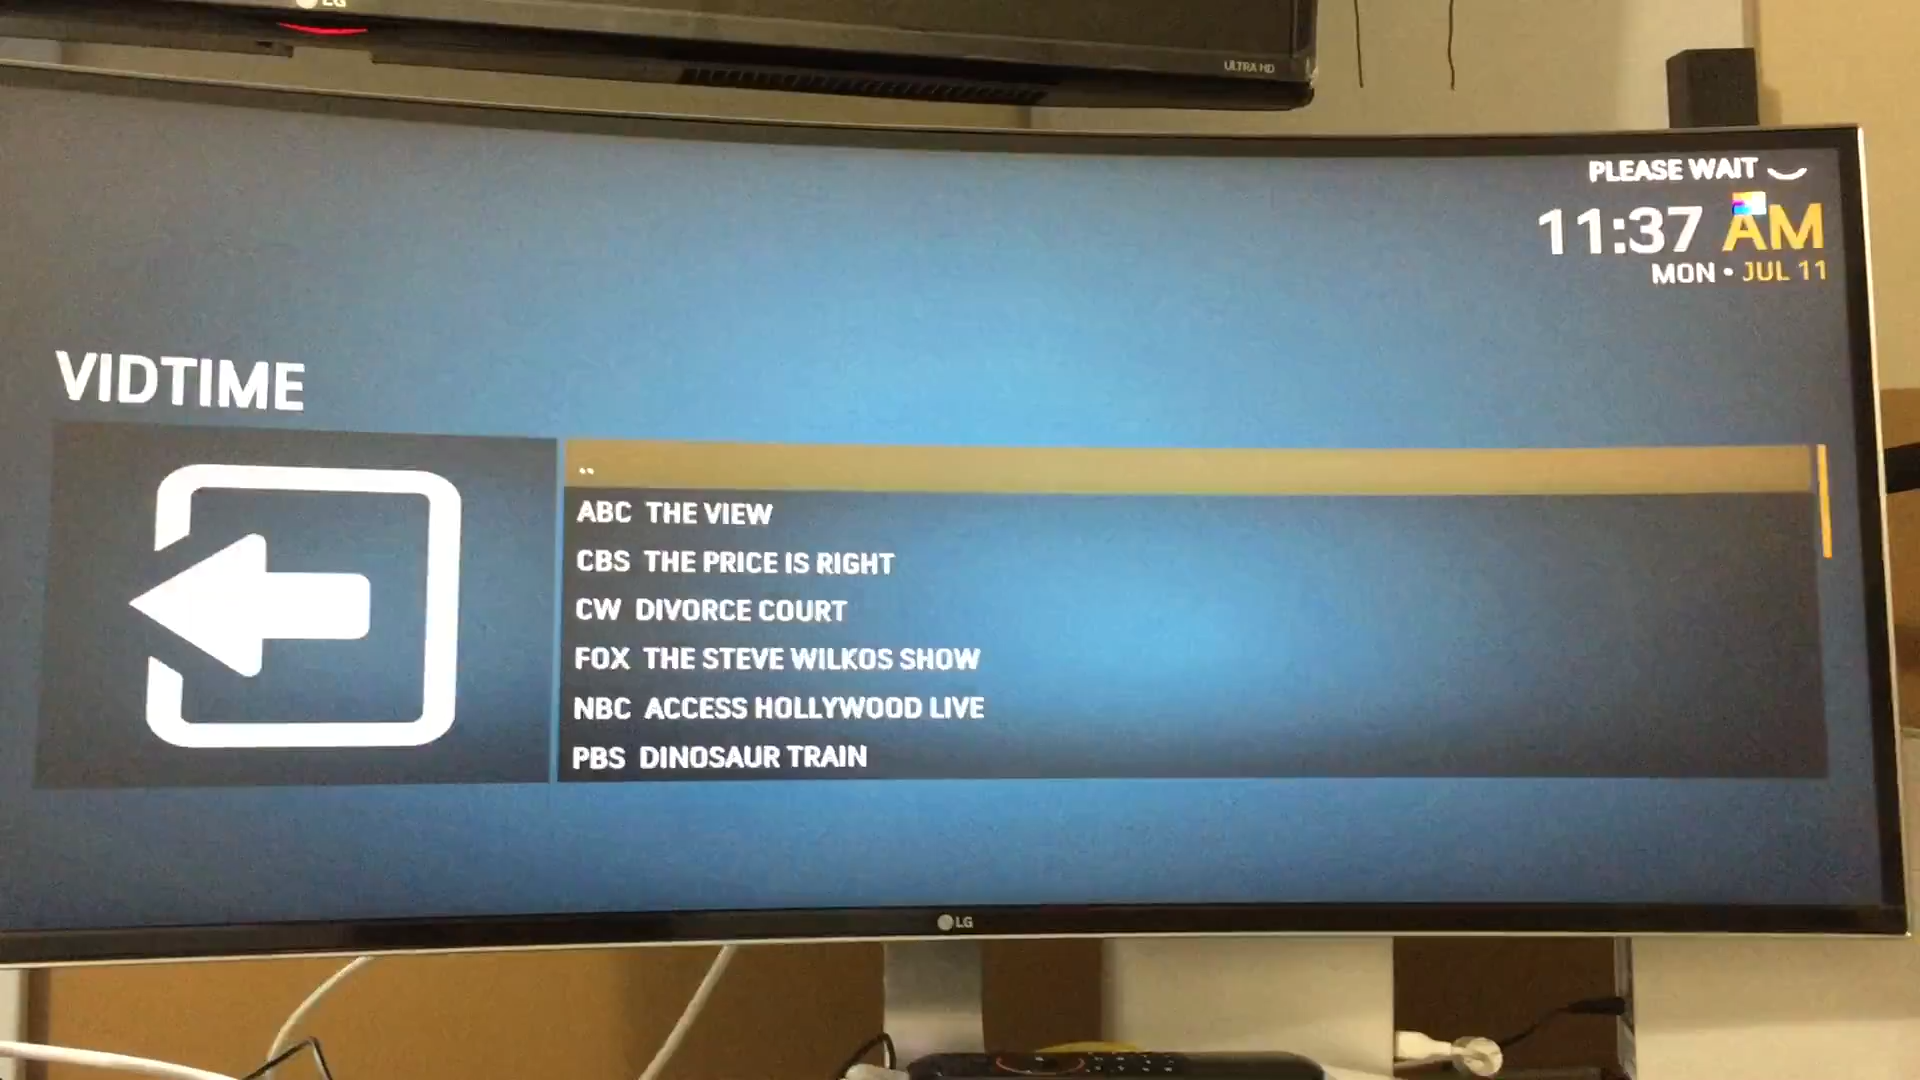 LG
ULTRA HD
PLEASE WAIT
11:37 AM
MON • JUL 11
VIDTIME
..
ABC THE VIEW
CBS THE PRICE IS RIGHT
CW DIVORCE COURT
FOX THE STEVE WILKOS SHOW
NBC ACCESS HOLLYWOOD LIVE
PBS DINOSAUR TRAIN
LG